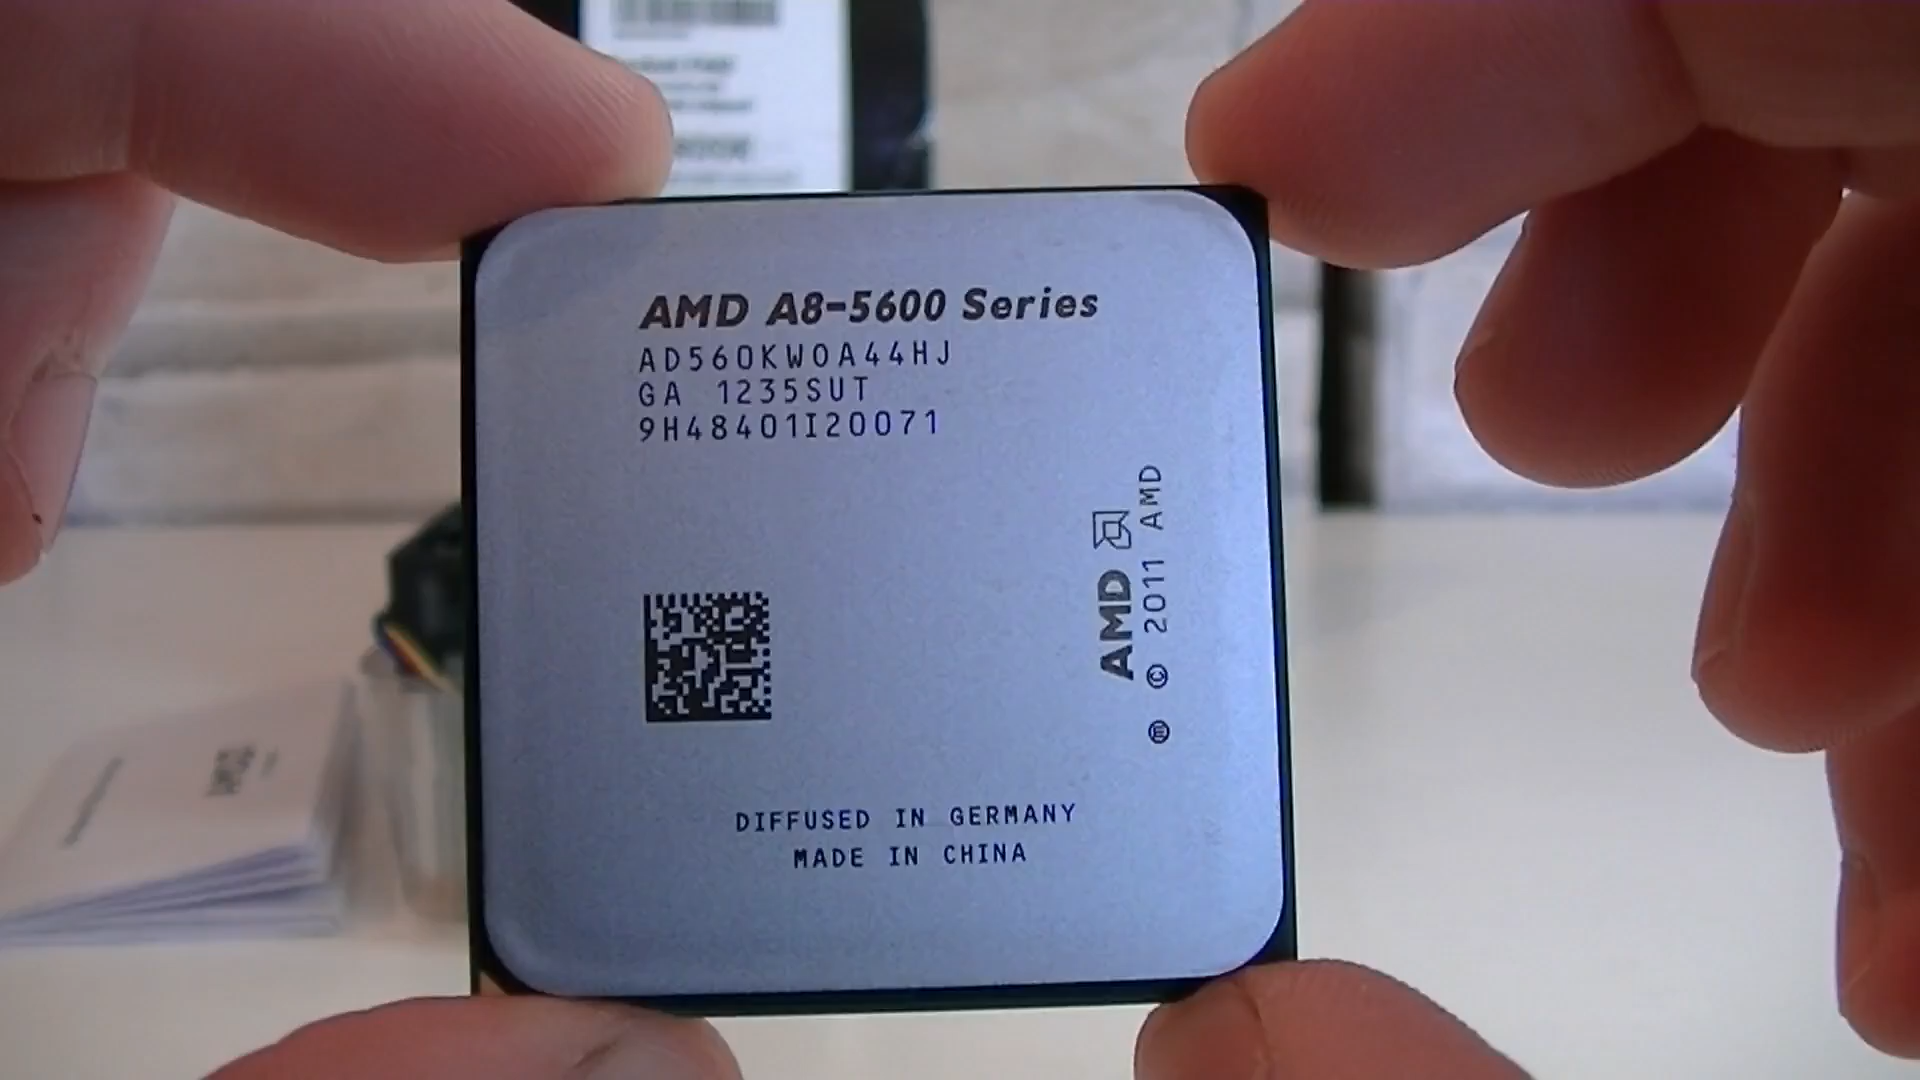 AMD A8-5600 Series
AD560KWOA44HJ
GA 1235SUT
9H48401I20071
AMD
ⓜ © 2011 AMD
DIFFUSED IN GERMANY
MADE IN CHINA